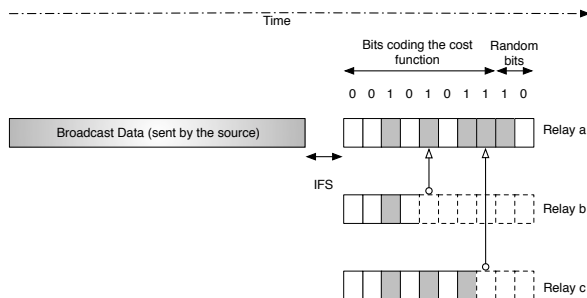 Time
Bits coding the cost function
Random bits
0 0 1 0 1 0 1 1 1 0
Broadcast Data (sent by the source)
Relay a
IFS
Relay b
Relay c